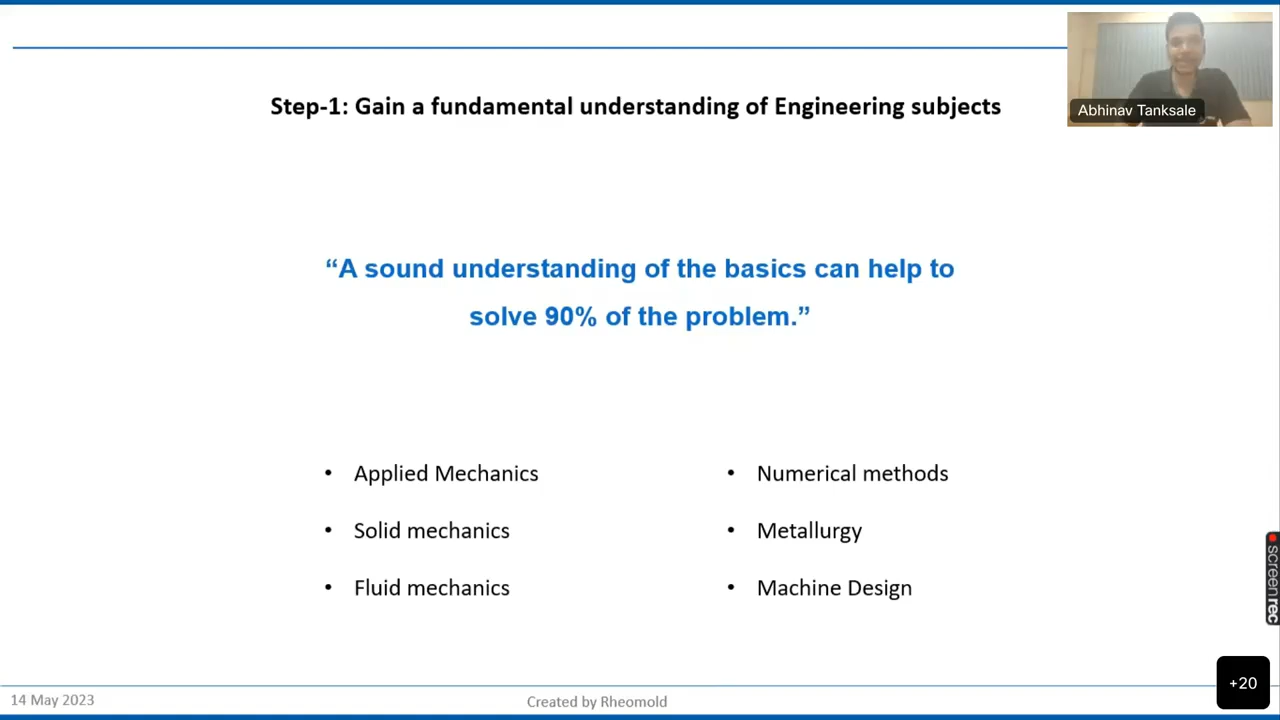 Abhinav Tanksale
Step-1: Gain a fundamental understanding of Engineering subjects
“A sound understanding of the basics can help to
solve 90% of the problem.”
• Applied Mechanics
• Solid mechanics
• Fluid mechanics
• Numerical methods
• Metallurgy
• Machine Design
screenrec
+20
14 May 2023
Created by Rheomold